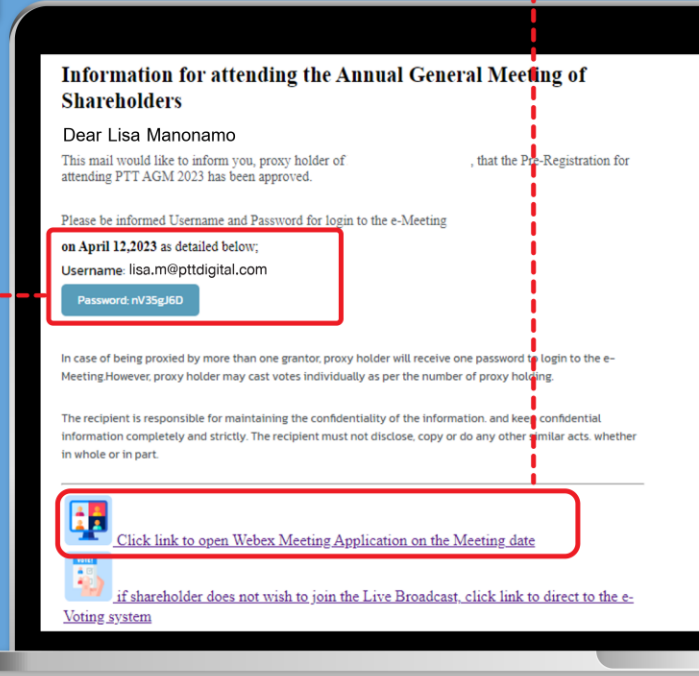 Information for attending the Annual General Meeting of
Shareholders
Dear Lisa Manonamo
This mail would like to inform you, proxy holder of , that the Pre-Registration for
attending PTT AGM 2023 has been approved.
Please be informed Username and Password for login to the e-Meeting
on April 12,2023 as detailed below;
Username: lisa.m@pttdigital.com
Password: nV35gJ6D
In case of being proxied by more than one grantor, proxy holder will receive one password to login to the e-
Meeting.However, proxy holder may cast votes individually as per the number of proxy holding.
The recipient is responsible for maintaining the confidentiality of the information. and keep confidential
information completely and strictly. The recipient must not disclose, copy or do any other similar acts. whether
in whole or in part.
Click link to open Webex Meeting Application on the Meeting date
VOTE
if shareholder does not wish to join the Live Broadcast, click link to direct to the e-
Voting system